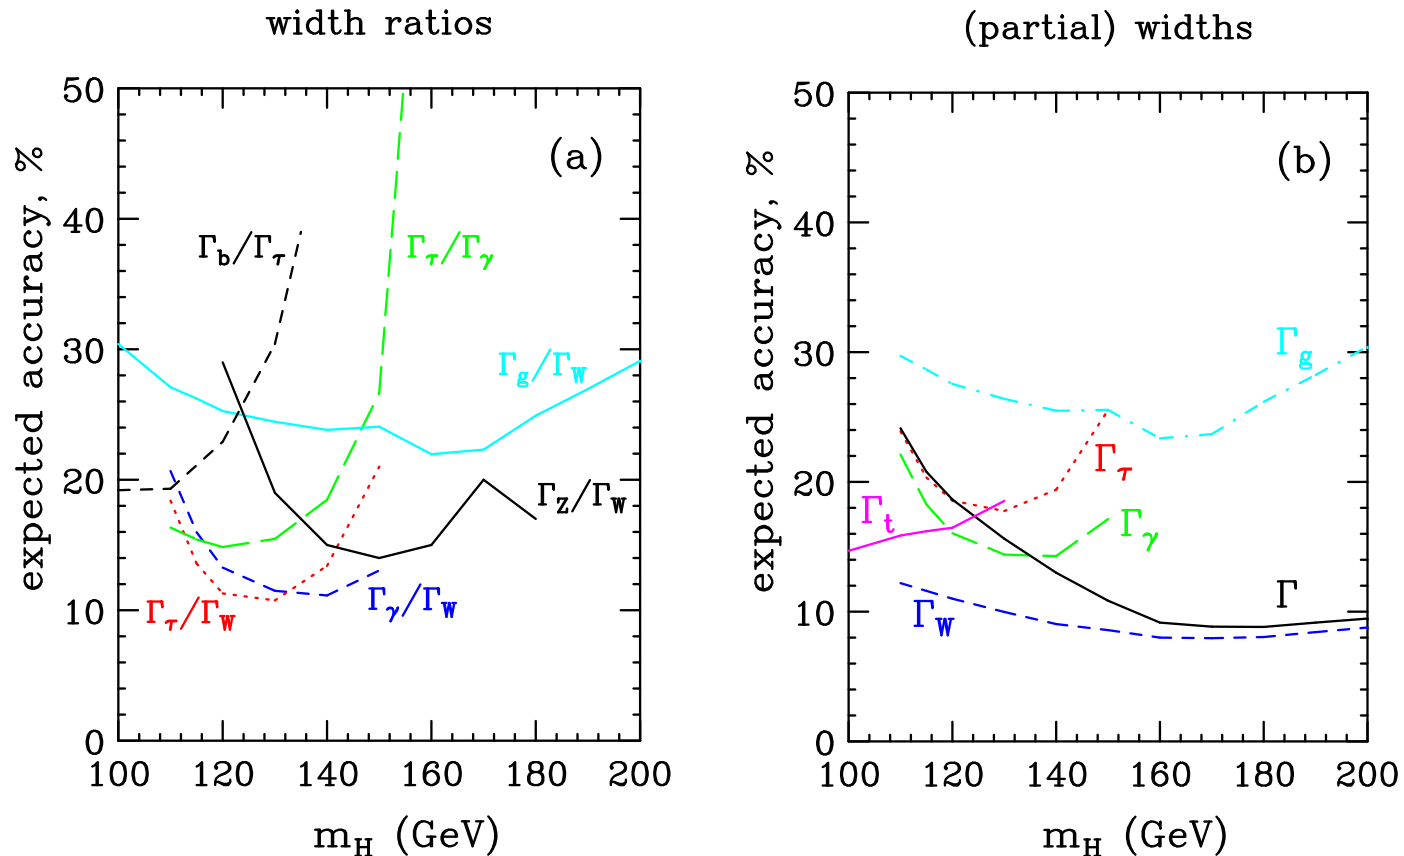 width ratios
(partial) widths
expected accuracy, %
50
40
30
20
10
0
(a)
Γb/Γτ
Γτ/Γγ
Γg/ΓW
ΓZ/ΓW
Γτ/ΓW
Γγ/ΓW
100 120 140 160 180 200
mH (GeV)
expected accuracy, %
50
40
30
20
10
0
(b)
Γg
Γτ
Γt
Γγ
Γ
ΓW
100 120 140 160 180 200
mH (GeV)